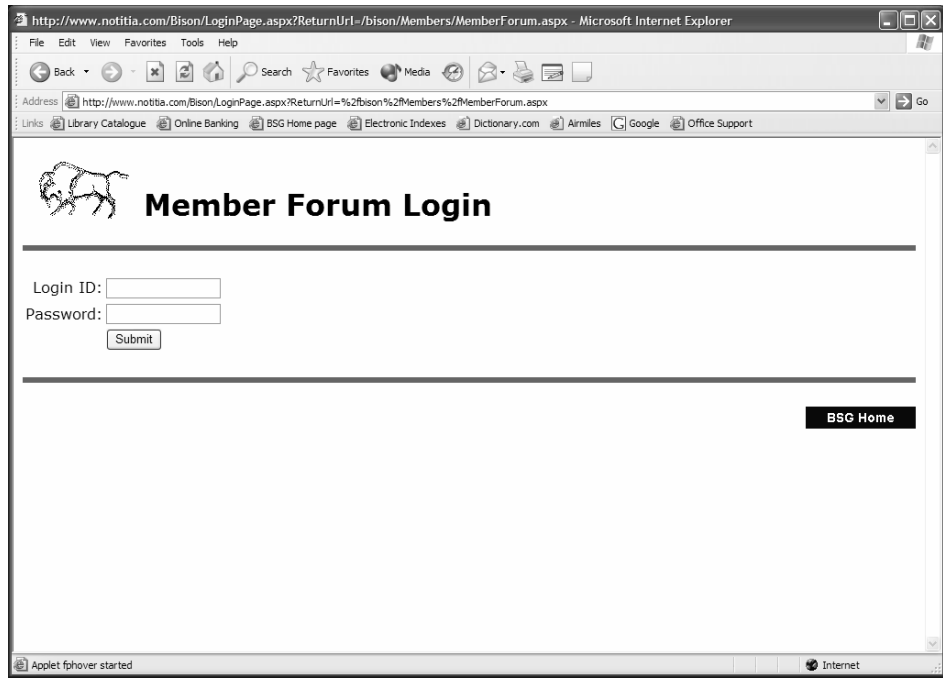 http://www.notitia.com/Bison/LoginPage.aspx?ReturnUrl=/bison/Members/MemberForum.aspx - Microsoft Internet Explorer
File Edit View Favorites Tools Help
Back Search Favorites Media
Address http://www.notitia.com/Bison/LoginPage.aspx?ReturnUrl=%2fbison%2fMembers%2fMemberForum.aspx Go
Links Library Catalogue Online Banking BSG Home page Electronic Indexes Dictionary.com Airmiles Google Office Support
Member Forum Login
Login ID:
Password:
Submit
BSG Home
Applet fphover started Internet